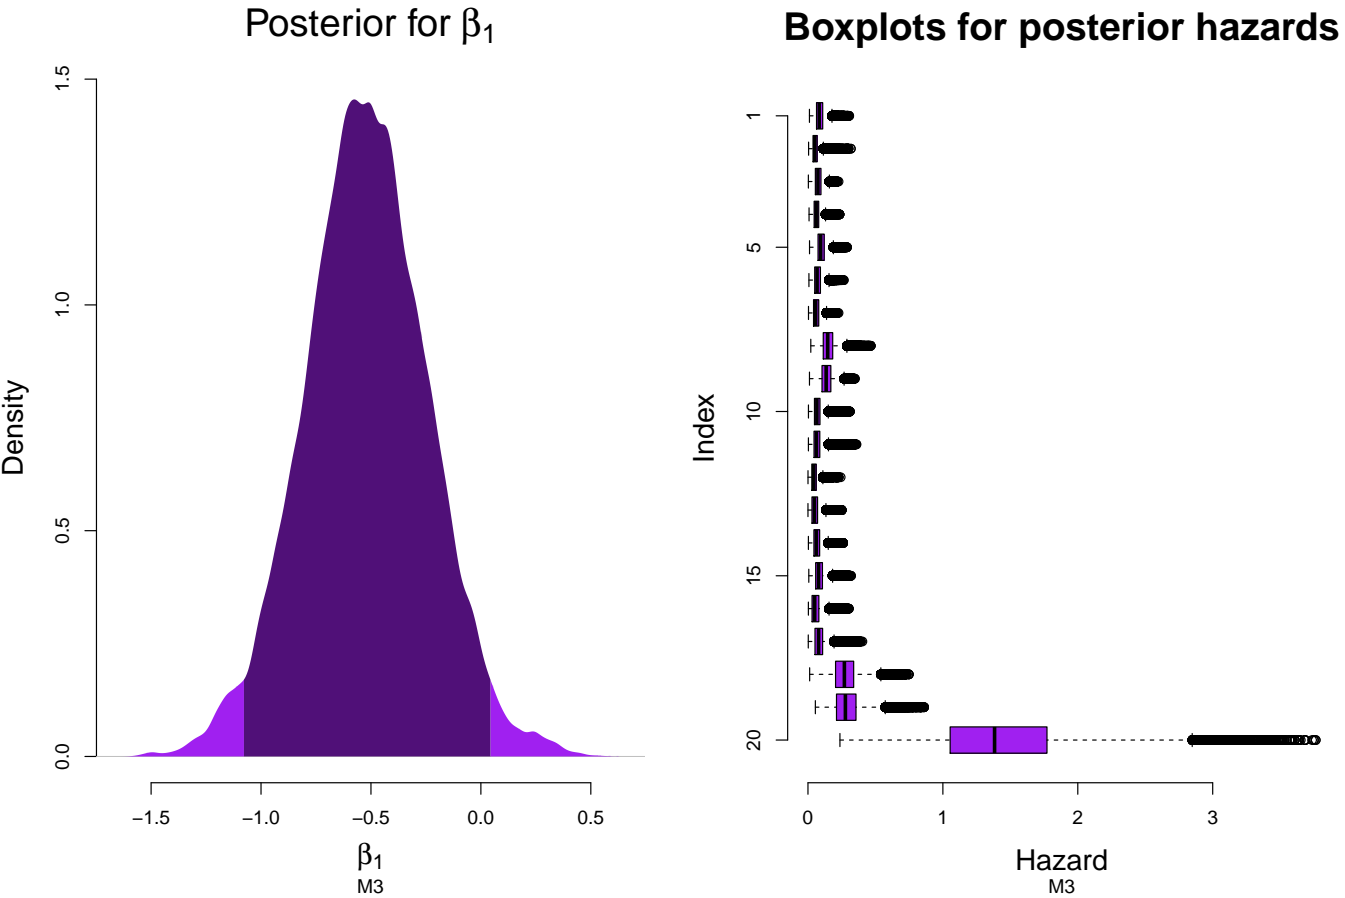 Posterior for β1
Density
1.5
1.0
0.5
0.0
−1.5 −1.0 −0.5 0.0 0.5
β1
M3
Boxplots for posterior hazards
Index
1
5
10
15
20
0 1 2 3
Hazard
M3